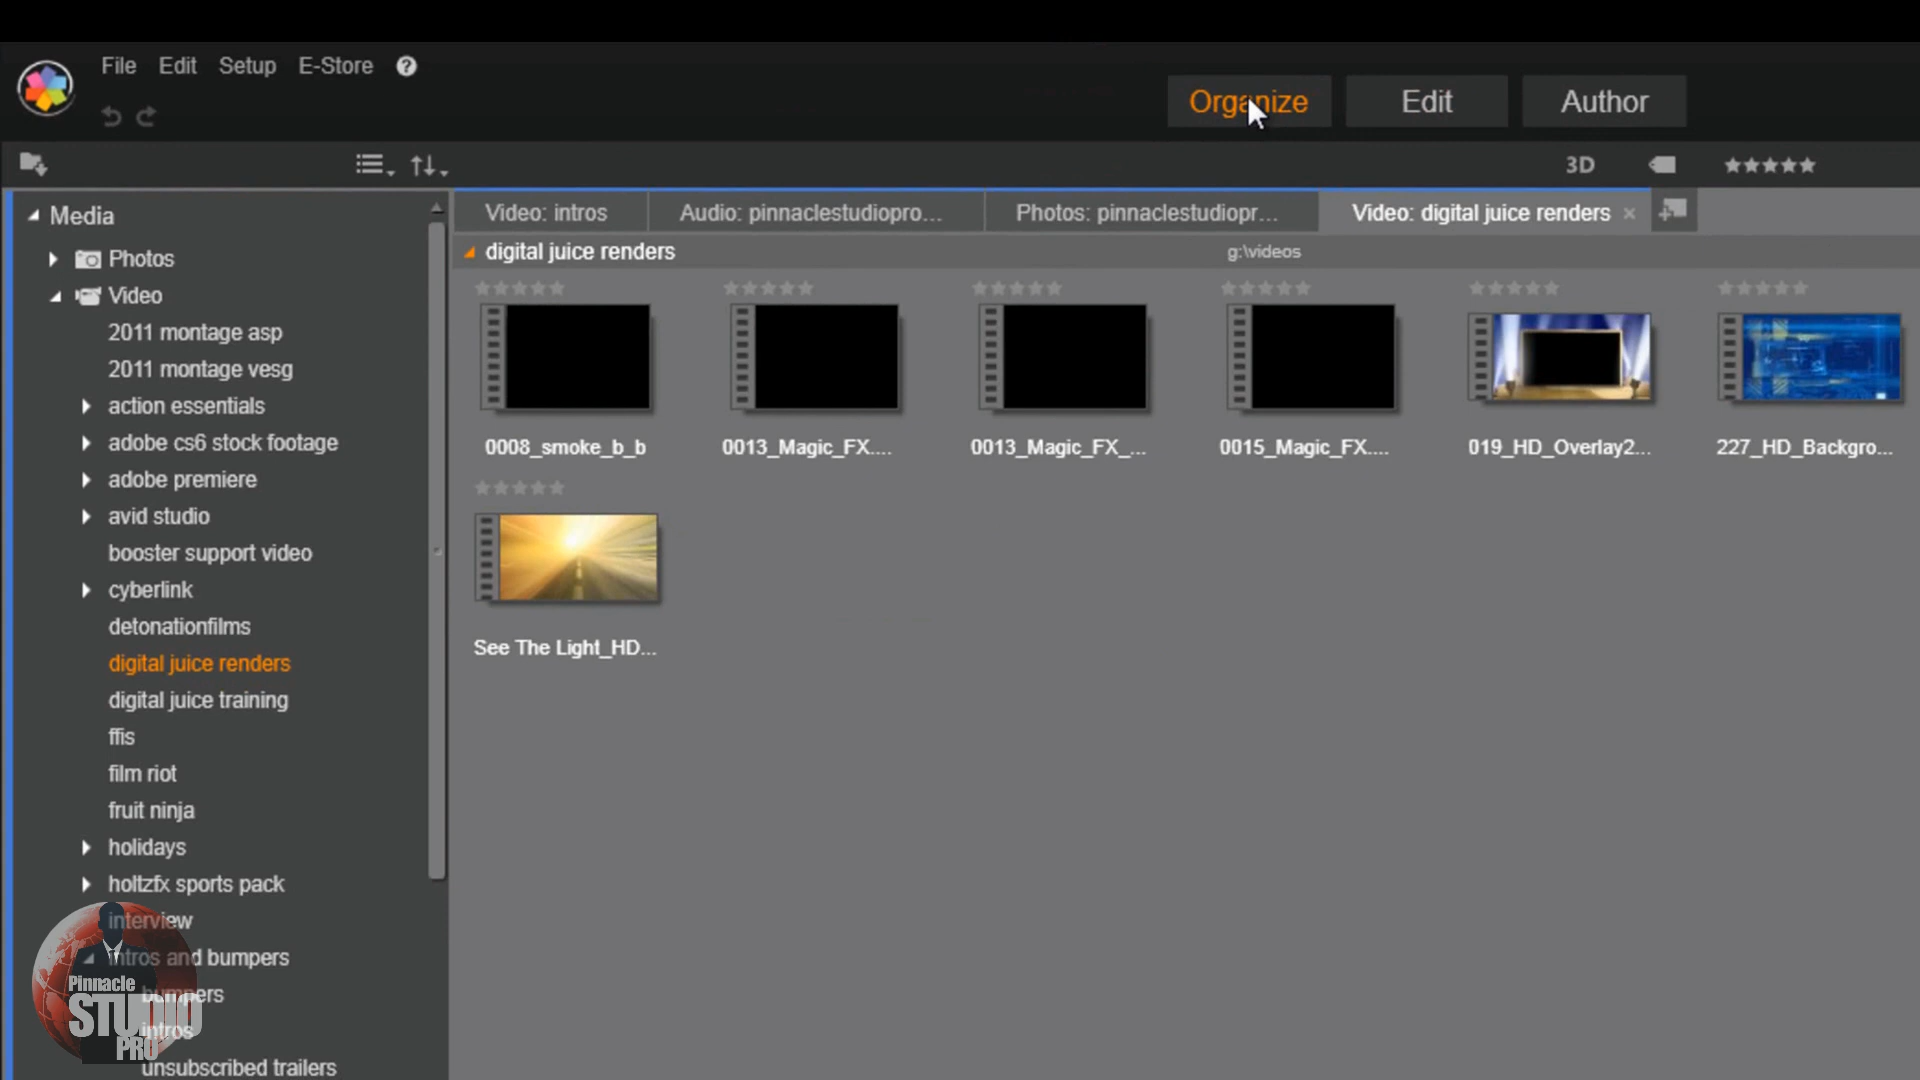 File Edit Setup E-Store ?
Organize Edit Author
3D
Media
Photos
Video
2011 montage asp
2011 montage vesg
action essentials
adobe cs6 stock footage
adobe premiere
avid studio
booster support video
cyberlink
detonationfilms
digital juice renders
digital juice training
ffis
film riot
fruit ninja
holidays
holtzfx sports pack
interview
intros and bumpers
bumpers
intros
unsubscribed trailers
Video: intros Audio: pinnaclestudiopro... Photos: pinnaclestudiopr... Video: digital juice renders ×
digital juice renders g:\videos
0008_smoke_b_b 0013_Magic_FX.... 0013_Magic_FX_... 0015_Magic_FX.... 019_HD_Overlay2... 227_HD_Backgro...
See The Light_HD...
Pinnacle
STUDIO
PRO